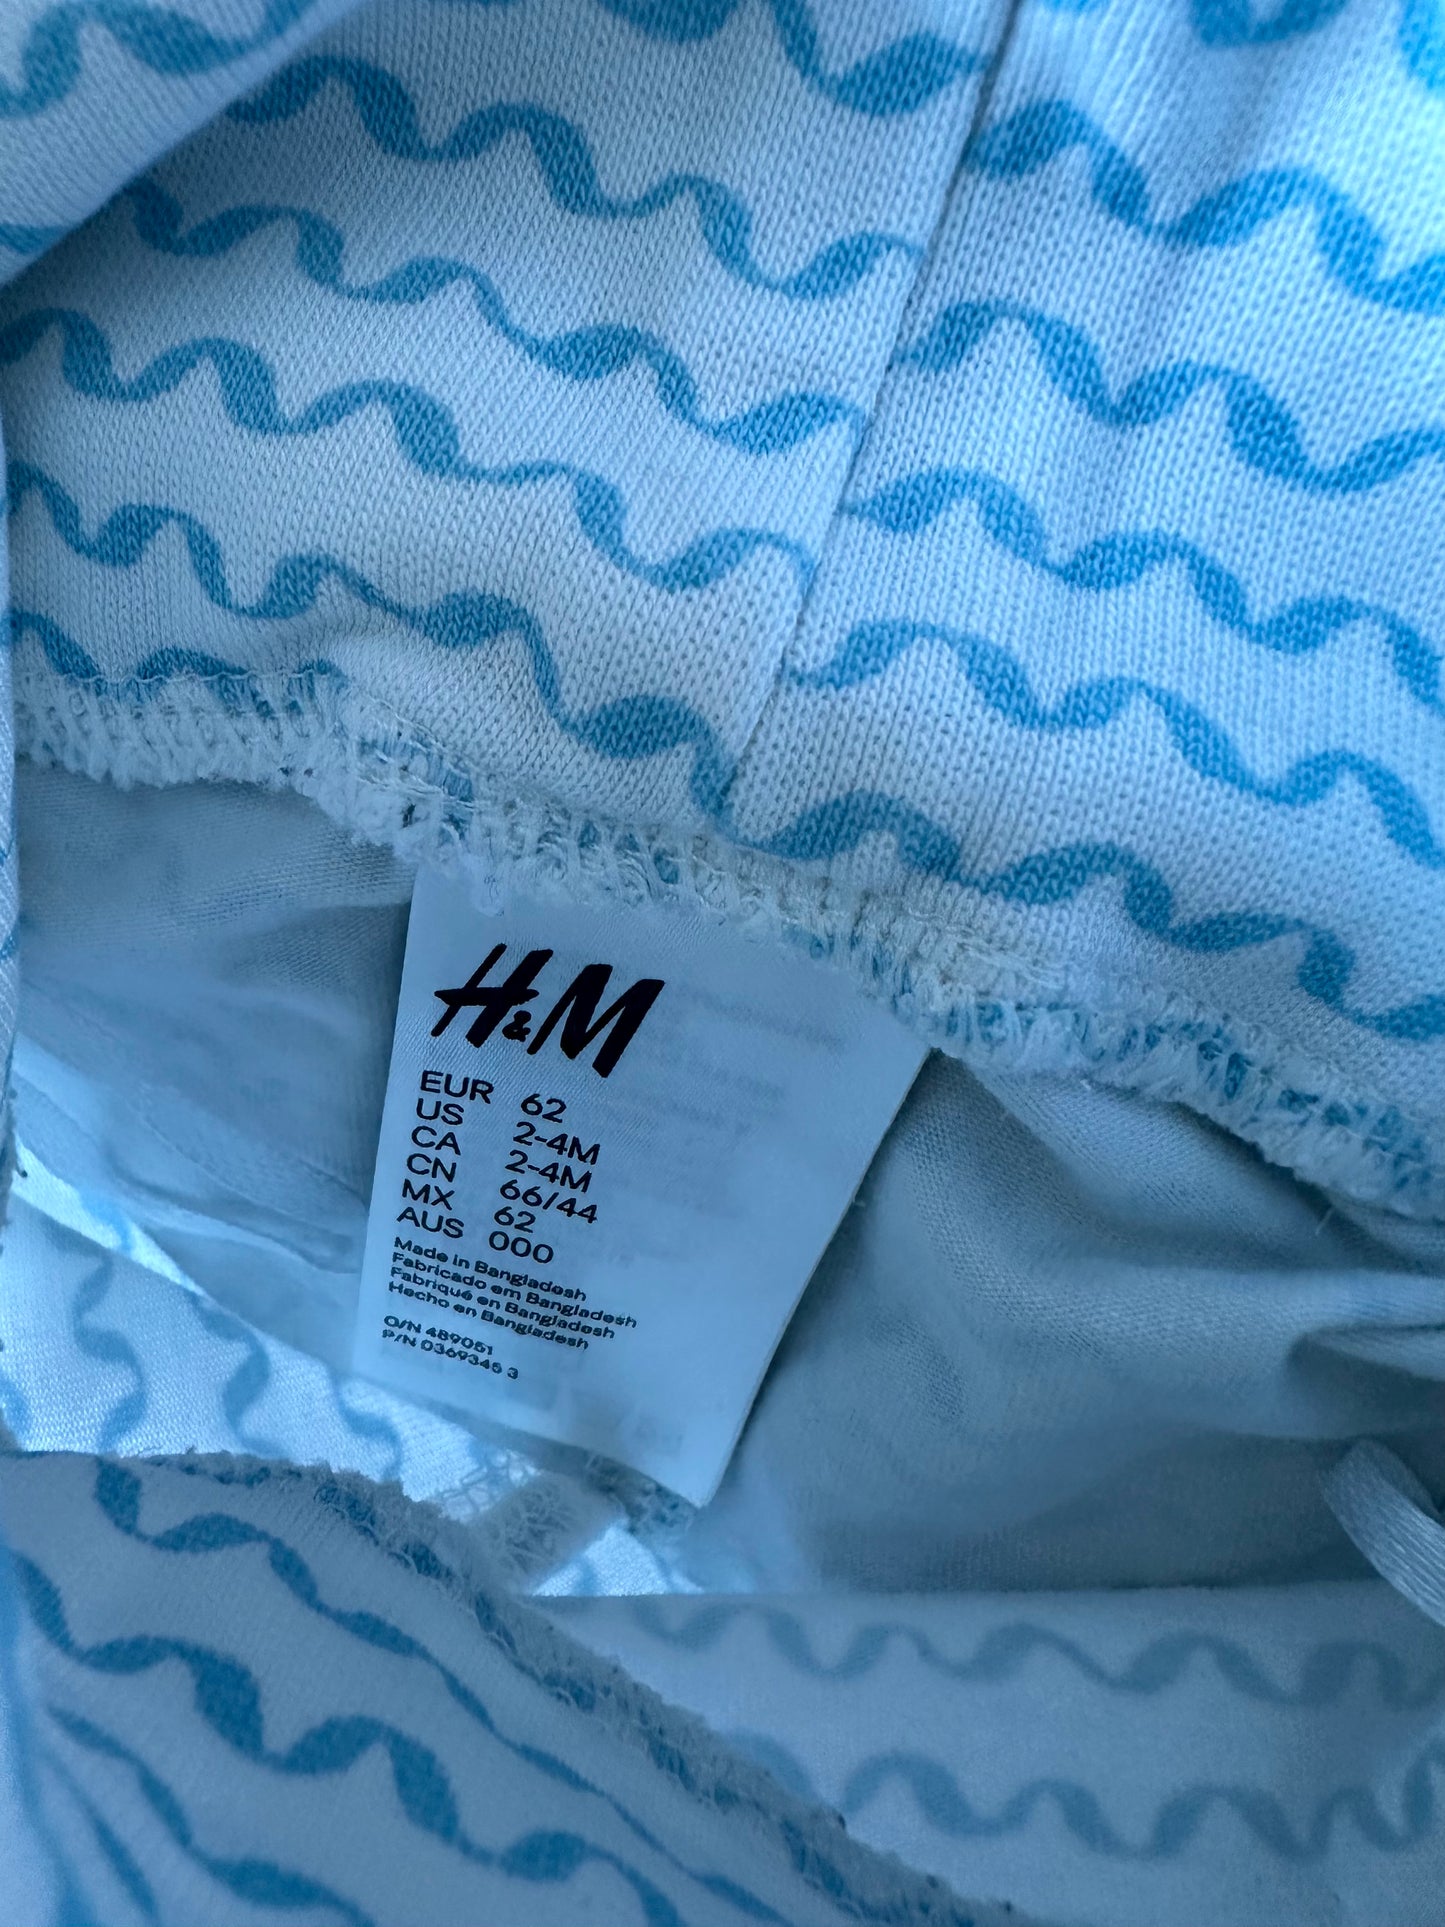 H&M
EUR 62
US 2-4M
CA 2-4M
CN 66/44
MX 62
AUS 000
Made in Bangladesh
Fabricado em Bangladesh
Fabriqué en Bangladesh
Hecho en Bangladesh
O/N 489051
P/N 0369345 3